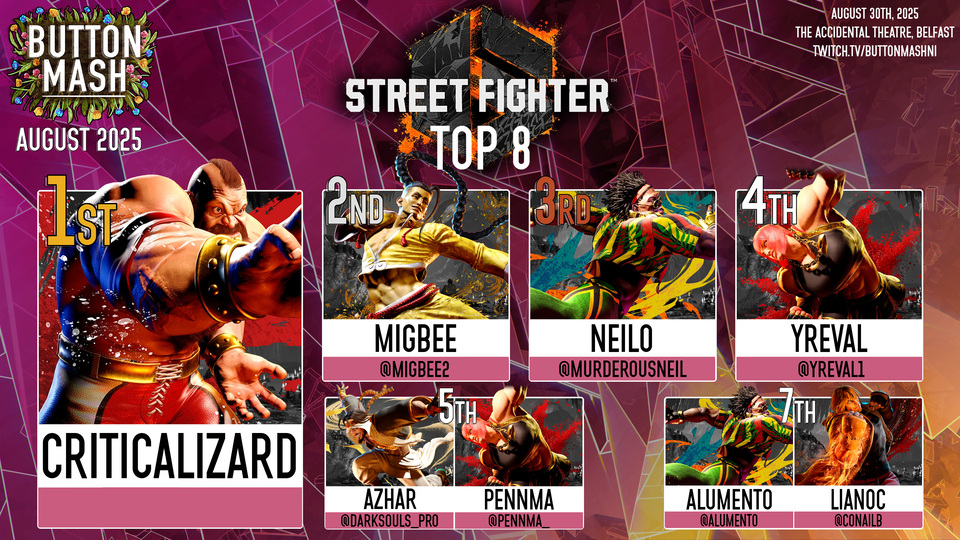 BUTTON
MASH
AUGUST 2025
STREET FIGHTER™
TOP 8
AUGUST 30TH, 2025
THE ACCIDENTAL THEATRE, BELFAST
TWITCH.TV/BUTTONMASHNI
1ST
CRITICALIZARD
2ND
MIGBEE
@MIGBEE2
3RD
NEILO
@MURDEROUSNEIL
4TH
YREVAL
@YREVAL1
5TH
AZHAR
@DARKSOULS_PRO
PENNMA
@PENNMA_
7TH
ALUMENTO
@ALUMENTO
LIANOC
@CONAILB